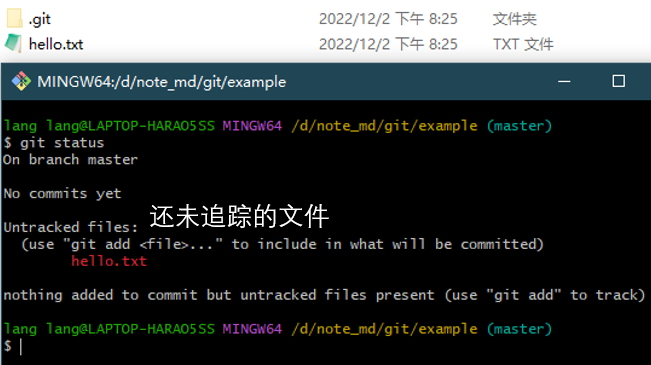 .git 2022/12/2 下午 8:25 文件夹
hello.txt 2022/12/2 下午 8:25 TXT 文件
MINGW64:/d/note_md/git/example
lang lang@LAPTOP-HARAO5SS MINGW64 /d/note_md/git/example (master)
$ git status
On branch master
No commits yet
Untracked files: 还未追踪的文件
(use "git add <file>..." to include in what will be committed)
hello.txt
nothing added to commit but untracked files present (use "git add" to track)
lang lang@LAPTOP-HARAO5SS MINGW64 /d/note_md/git/example (master)
$